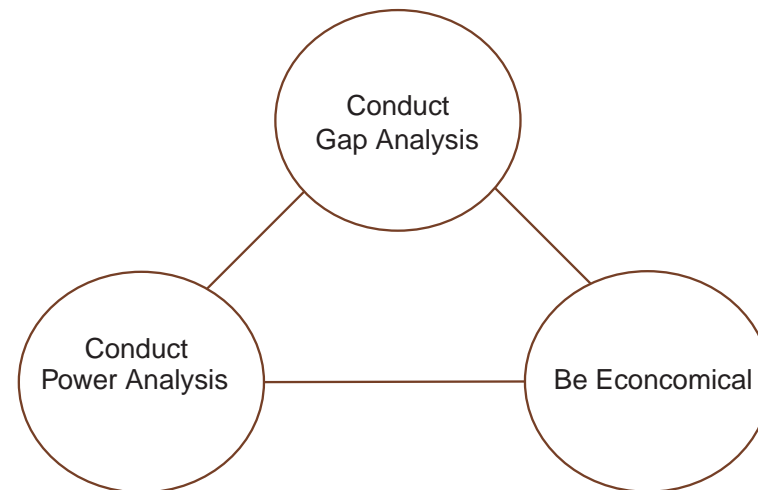 Conduct
Gap Analysis
Conduct
Power Analysis
Be Econcomical